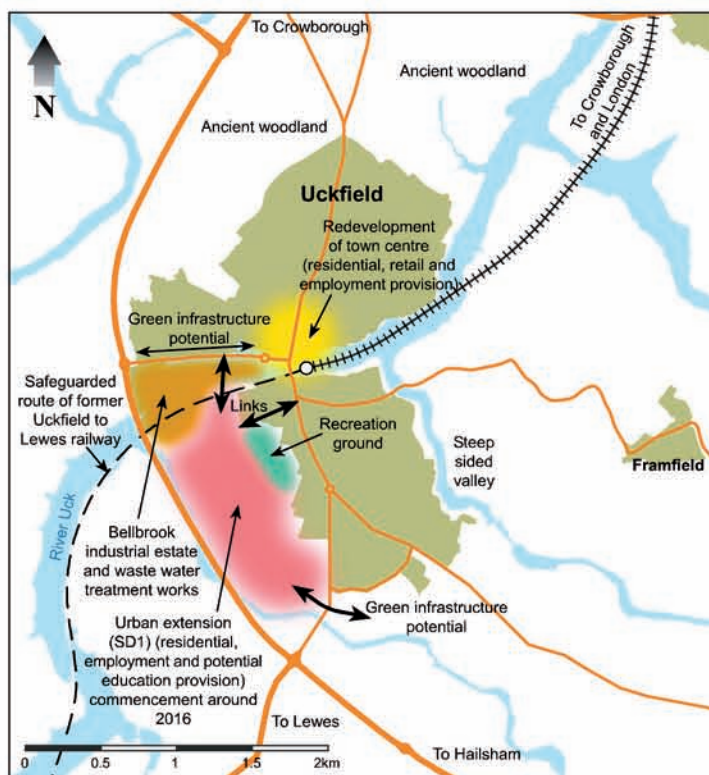 To Crowborough
Ancient woodland
To Crowborough
and London
N
Ancient woodland
Uckfield
Redevelopment
of town centre
(residential, retail and
employment provision)
Green infrastructure
potential
Safeguarded
route of former
Uckfield to
Lewes railway
Links
Recreation
ground
Steep
sided
valley
Framfield
River Uck
Bellbrook
industrial estate
and waste water
treatment works
Green infrastructure
potential
Urban extension
(SD1) (residential,
employment and potential
education provision)
commencement around
2016
To Lewes
To Hailsham
0 0.5 1 1.5 2km